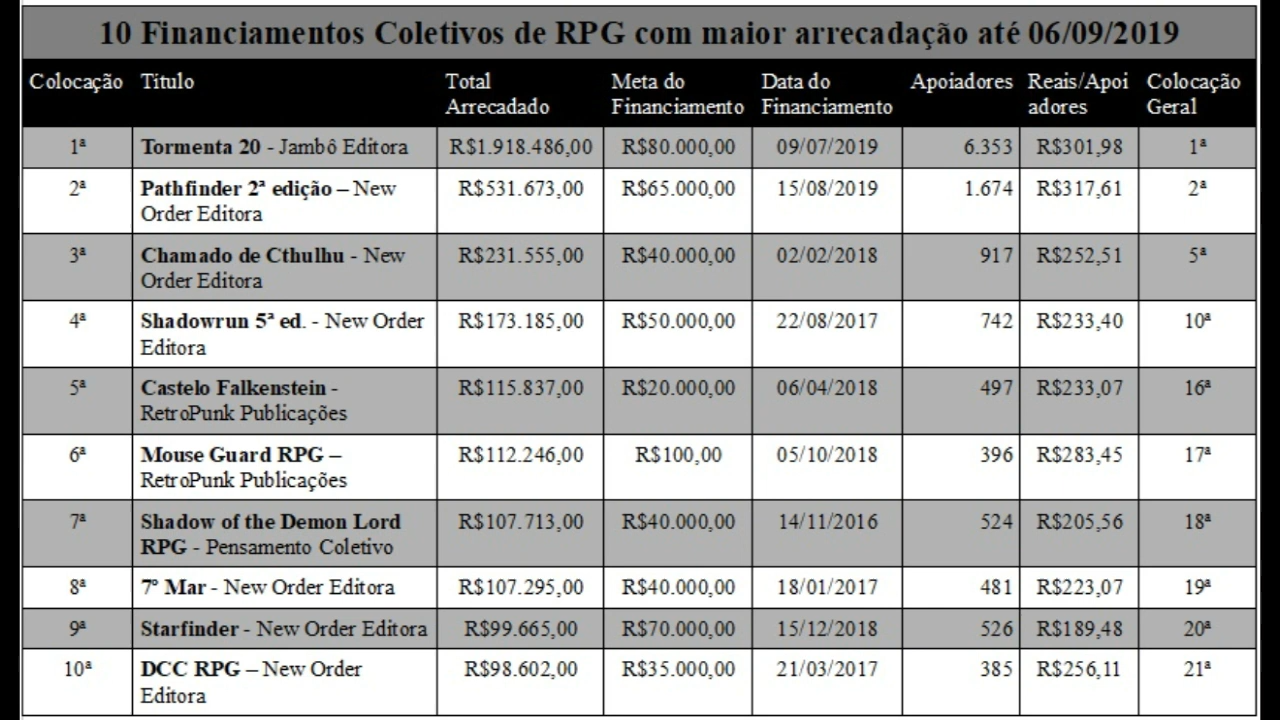 10 Financiamentos Coletivos de RPG com maior arrecadação até 06/09/2019
Colocação Título Total Arrecadado Meta do Financiamento Data do Financiamento Apoiadores Reais/Apoiadores Colocação Geral
1ª Tormenta 20 - Jambô Editora R$1.918.486,00 R$80.000,00 09/07/2019 6.353 R$301,98 1ª
2ª Pathfinder 2ª edição – New Order Editora R$531.673,00 R$65.000,00 15/08/2019 1.674 R$317,61 2ª
3ª Chamado de Cthulhu - New Order Editora R$231.555,00 R$40.000,00 02/02/2018 917 R$252,51 5ª
4ª Shadowrun 5ª ed. - New Order Editora R$173.185,00 R$50.000,00 22/08/2017 742 R$233,40 10ª
5ª Castelo Falkenstein - RetroPunk Publicações R$115.837,00 R$20.000,00 06/04/2018 497 R$233,07 16ª
6ª Mouse Guard RPG – RetroPunk Publicações R$112.246,00 R$100,00 05/10/2018 396 R$283,45 17ª
7ª Shadow of the Demon Lord RPG - Pensamento Coletivo R$107.713,00 R$40.000,00 14/11/2016 524 R$205,56 18ª
8ª 7º Mar - New Order Editora R$107.295,00 R$40.000,00 18/01/2017 481 R$223,07 19ª
9ª Starfinder - New Order Editora R$99.665,00 R$70.000,00 15/12/2018 526 R$189,48 20ª
10ª DCC RPG – New Order Editora R$98.602,00 R$35.000,00 21/03/2017 385 R$256,11 21ª